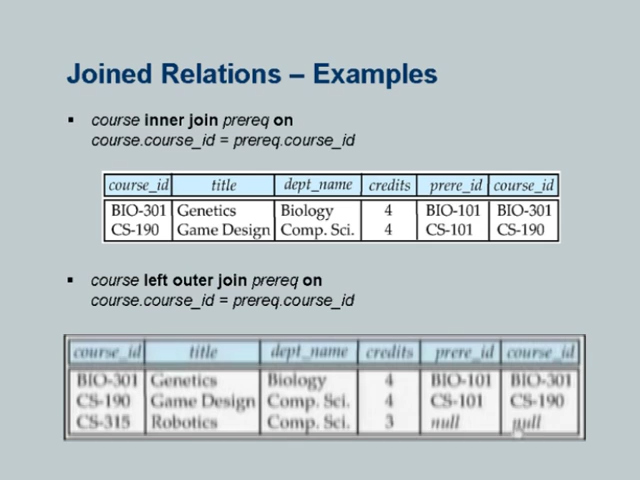 Joined Relations – Examples
▪ course inner join prereq on
course.course_id = prereq.course_id
course_id title dept_name credits prere_id course_id
BIO-301 Genetics Biology 4 BIO-101 BIO-301
CS-190 Game Design Comp. Sci. 4 CS-101 CS-190
▪ course left outer join prereq on
course.course_id = prereq.course_id
course_id title dept_name credits prere_id course_id
BIO-301 Genetics Biology 4 BIO-101 BIO-301
CS-190 Game Design Comp. Sci. 4 CS-101 CS-190
CS-315 Robotics Comp. Sci. 3 null null